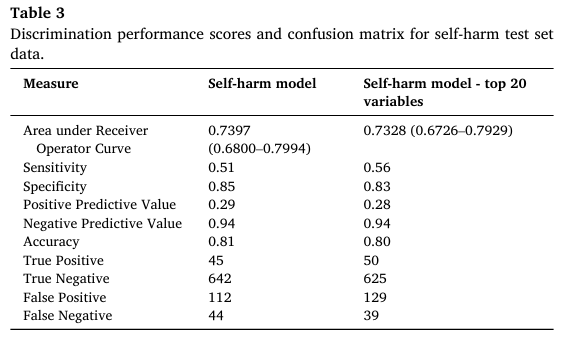 Table 3
Discrimination performance scores and confusion matrix for self-harm test set
data.
Measure Self-harm model Self-harm model - top 20
variables
Area under Receiver 0.7397 0.7328 (0.6726–0.7929)
Operator Curve (0.6800–0.7994)
Sensitivity 0.51 0.56
Specificity 0.85 0.83
Positive Predictive Value 0.29 0.28
Negative Predictive Value 0.94 0.94
Accuracy 0.81 0.80
True Positive 45 50
True Negative 642 625
False Positive 112 129
False Negative 44 39